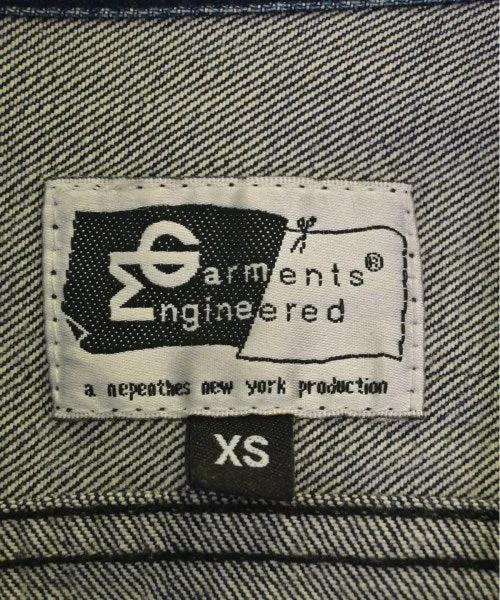 Garments®
Engineered
a nepenthes new york production
XS